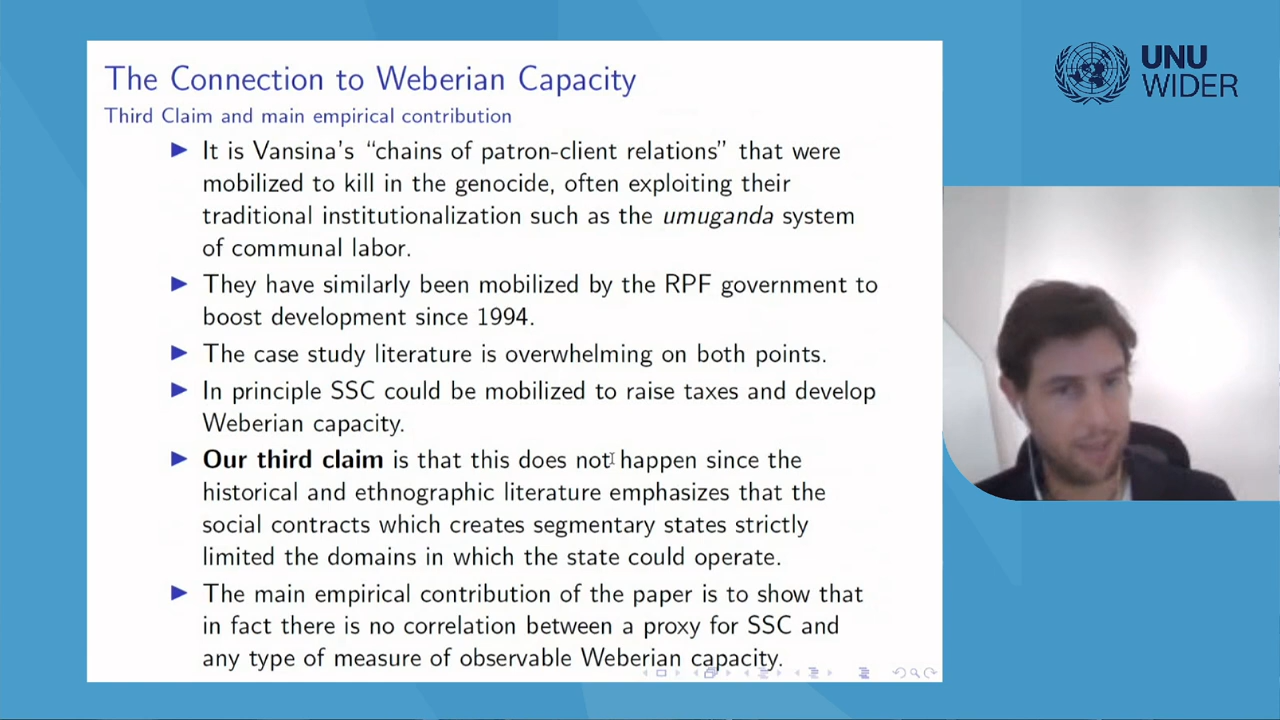 The Connection to Weberian Capacity
Third Claim and main empirical contribution
It is Vansina's “chains of patron-client relations” that were
mobilized to kill in the genocide, often exploiting their
traditional institutionalization such as the umuganda system
of communal labor.
They have similarly been mobilized by the RPF government to
boost development since 1994.
The case study literature is overwhelming on both points.
In principle SSC could be mobilized to raise taxes and develop
Weberian capacity.
Our third claim is that this does not happen since the
historical and ethnographic literature emphasizes that the
social contracts which creates segmentary states strictly
limited the domains in which the state could operate.
The main empirical contribution of the paper is to show that
in fact there is no correlation between a proxy for SSC and
any type of measure of observable Weberian capacity.
UNU
WIDER